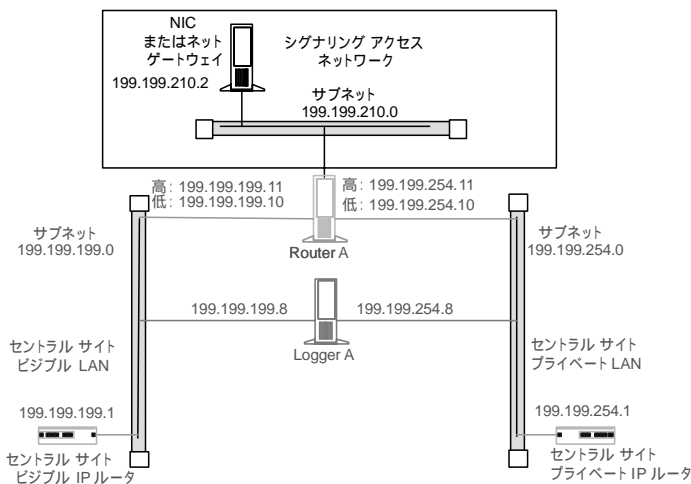 NIC
またはネット
ゲートウェイ
199.199.210.2
シグナリング アクセス
ネットワーク
サブネット
199.199.210.0
高: 199.199.199.11
低: 199.199.199.10
高: 199.199.254.11
低: 199.199.254.10
サブネット
199.199.199.0
Router A
サブネット
199.199.254.0
199.199.199.8
199.199.254.8
Logger A
セントラル サイト
ビジブル LAN
セントラル サイト
プライベート LAN
199.199.199.1
199.199.254.1
セントラル サイト
ビジブル IP ルータ
セントラル サイト
プライベート IP ルータ